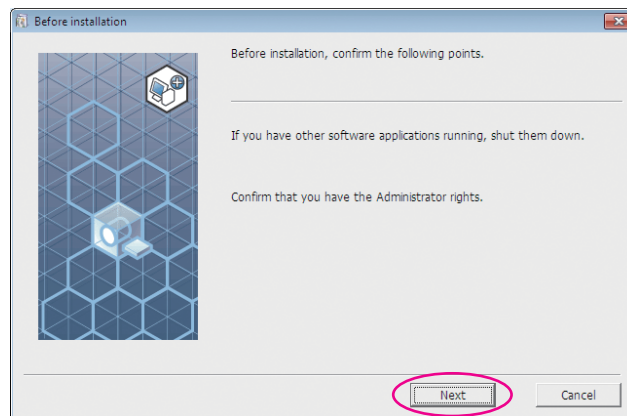 Before installation
Before installation, confirm the following points.
If you have other software applications running, shut them down.
Confirm that you have the Administrator rights.
Next
Cancel